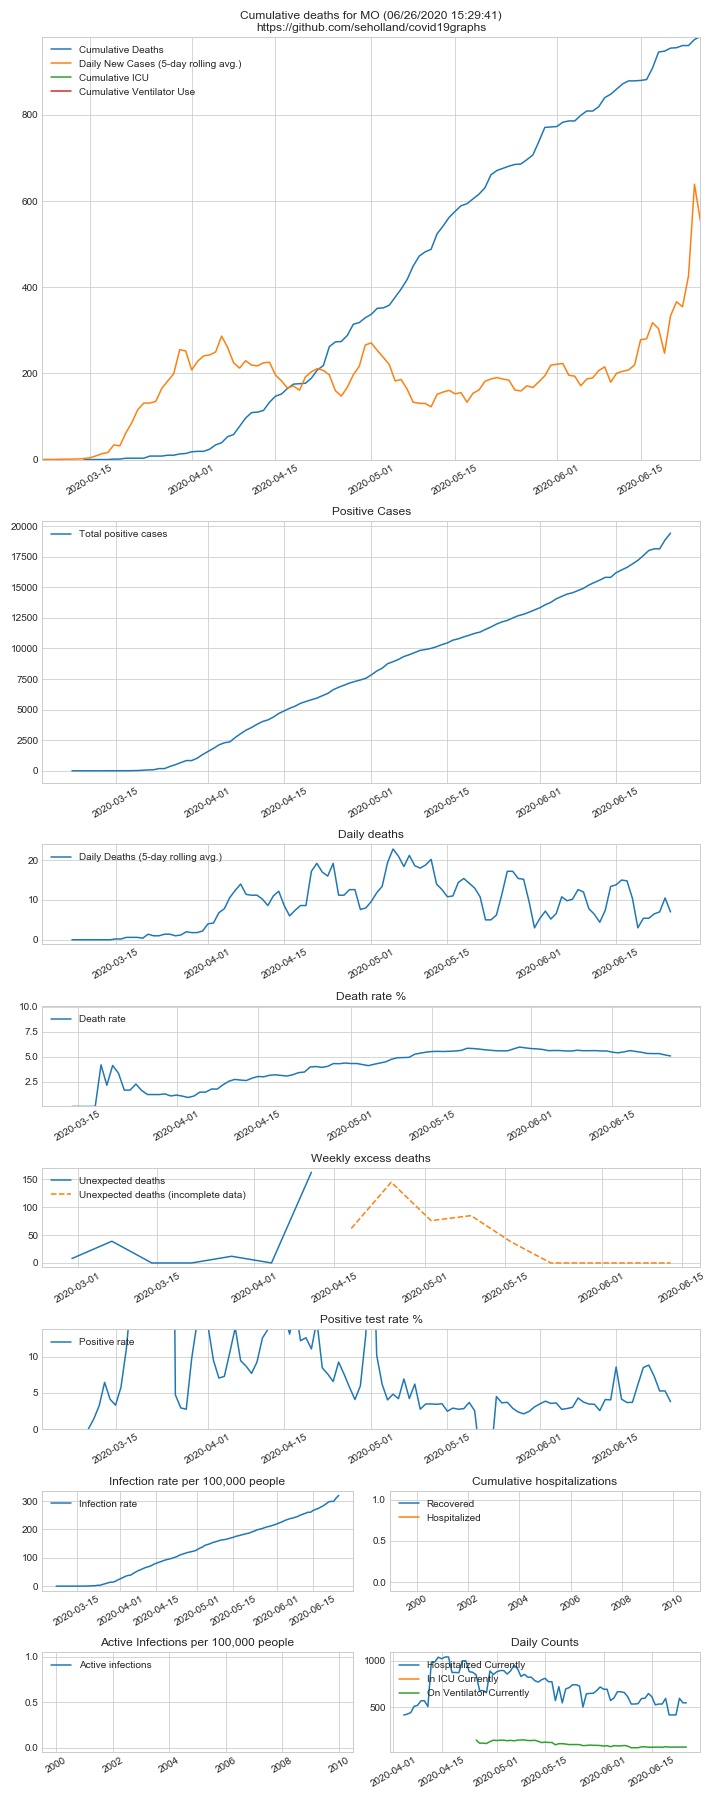 Cumulative deaths for MO (06/26/2020 15:29:41)
https://github.com/seholland/covid19graphs
Cumulative Deaths
Daily New Cases (5-day rolling avg.)
Cumulative ICU
Cumulative Ventilator Use
800
600
400
200
0
2020-03-15 2020-04-01 2020-04-15 2020-05-01 2020-05-15 2020-06-01 2020-06-15
Positive Cases
Total positive cases
20000
17500
15000
12500
10000
7500
5000
2500
0
2020-03-15 2020-04-01 2020-04-15 2020-05-01 2020-05-15 2020-06-01 2020-06-15
Daily deaths
Daily Deaths (5-day rolling avg.)
20
10
0
2020-03-15 2020-04-01 2020-04-15 2020-05-01 2020-05-15 2020-06-01 2020-06-15
Death rate %
Death rate
10.0
7.5
5.0
2.5
2020-03-15 2020-04-01 2020-04-15 2020-05-01 2020-05-15 2020-06-01 2020-06-15
Weekly excess deaths
Unexpected deaths
Unexpected deaths (incomplete data)
150
100
50
0
2020-03-01 2020-03-15 2020-04-01 2020-04-15 2020-05-01 2020-05-15 2020-06-01 2020-06-15
Positive test rate %
Positive rate
10
5
0
2020-03-15 2020-04-01 2020-04-15 2020-05-01 2020-05-15 2020-06-01 2020-06-15
Infection rate per 100,000 people
Infection rate
300
200
100
0
2020-03-15 2020-04-01 2020-04-15 2020-05-01 2020-05-15 2020-06-01 2020-06-15
Cumulative hospitalizations
Recovered
Hospitalized
1.0
0.5
0.0
2000 2002 2004 2006 2008 2010
Active Infections per 100,000 people
Active infections
1.0
0.5
0.0
2000 2002 2004 2006 2008 2010
Daily Counts
Hospitalized Currently
In ICU Currently
On Ventilator Currently
1000
500
2020-04-01 2020-04-15 2020-05-01 2020-05-15 2020-06-01 2020-06-15